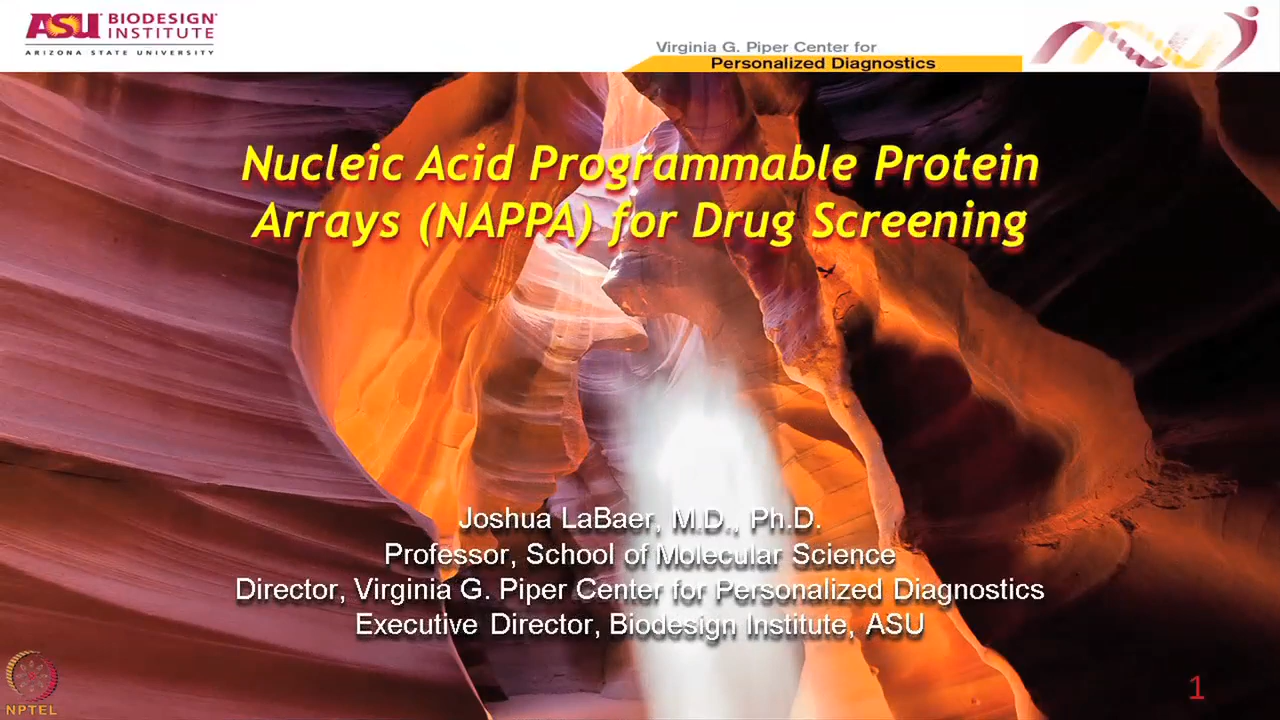 ASU BIODESIGN
INSTITUTE
ARIZONA STATE UNIVERSITY
Virginia G. Piper Center for
Personalized Diagnostics
Nucleic Acid Programmable Protein
Arrays (NAPPA) for Drug Screening
Joshua LaBaer, M.D., Ph.D.
Professor, School of Molecular Science
Director, Virginia G. Piper Center for Personalized Diagnostics
Executive Director, Biodesign Institute, ASU
NPTEL
1